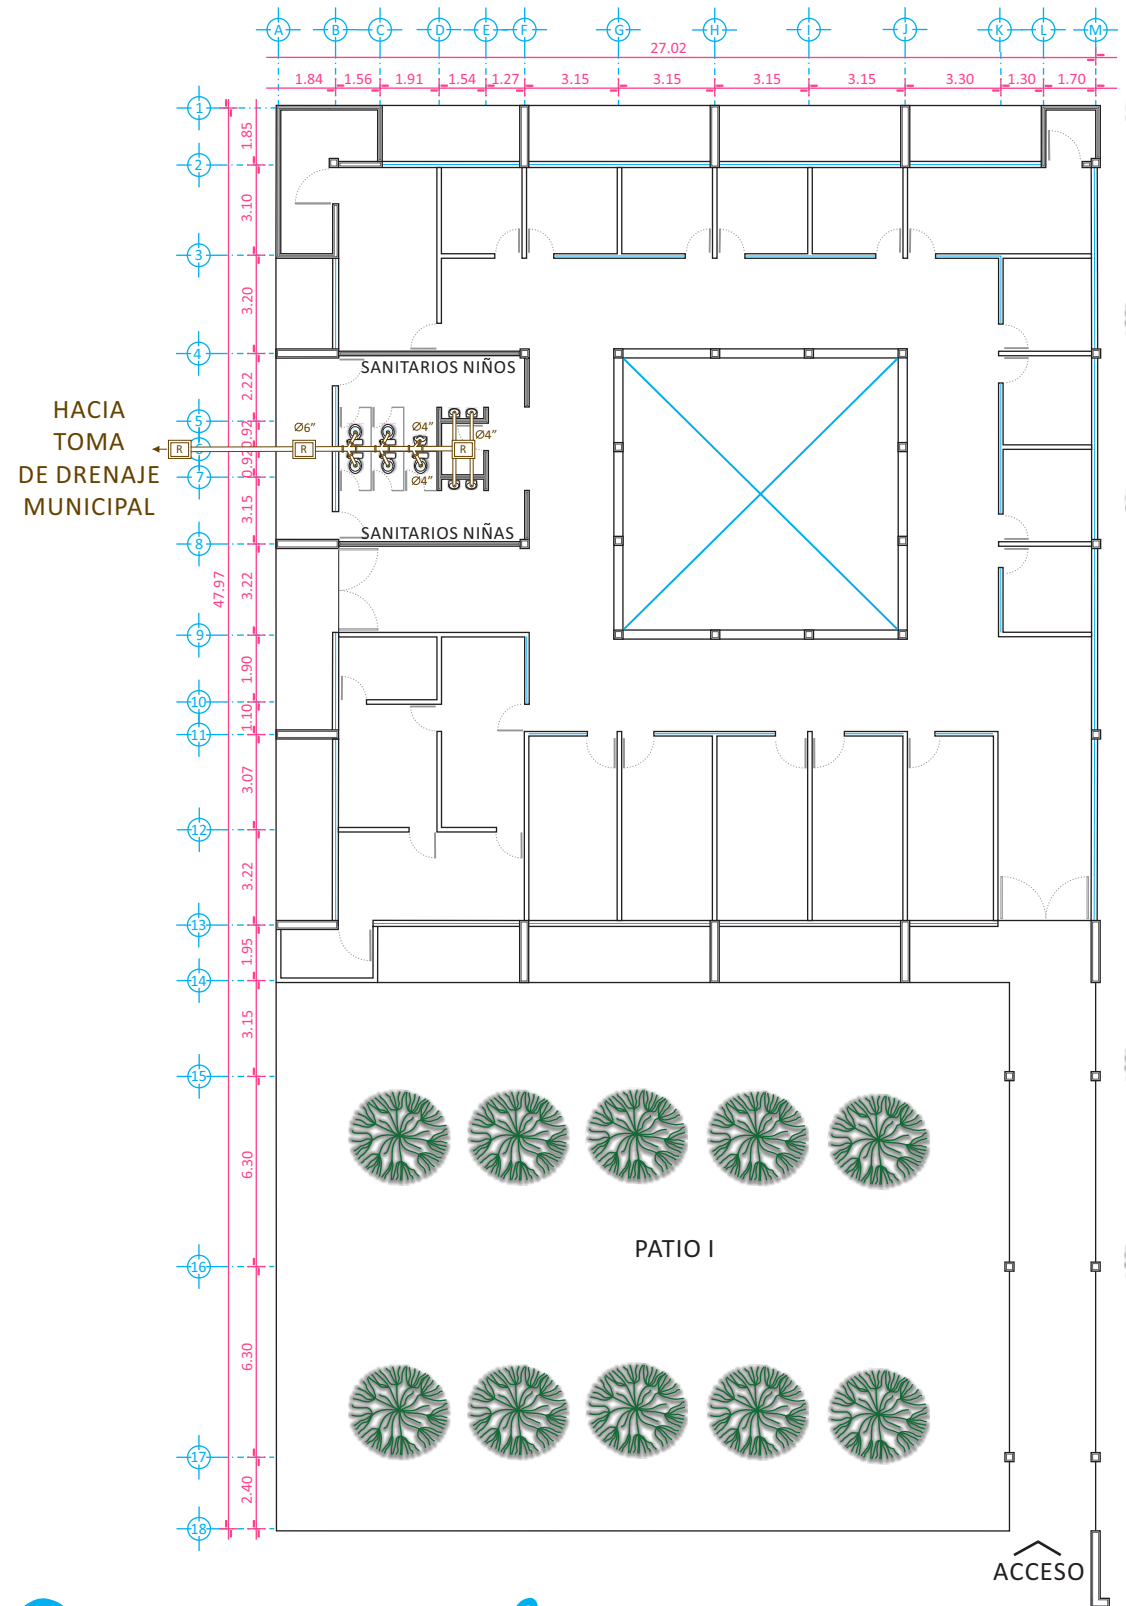 A B C D E F G H I J K L M
27.02
1.84 1.56 1.91 1.54 1.27 3.15 3.15 3.15 3.15 3.30 1.30 1.70
1
1.85
2
3.10
3
3.20
4
SANITARIOS NIÑOS
2.22
HACIA
TOMA
DE DRENAJE
MUNICIPAL
5
Ø6” Ø4” Ø4”
0.92
R R R
0.92
7
Ø4”
3.15
SANITARIOS NIÑAS
8
47.97
3.22
9
1.90
10
1.10
11
3.07
12
3.22
13
1.95
14
3.15
15
6.30
PATIO I
16
6.30
17
2.40
18
ACCESO